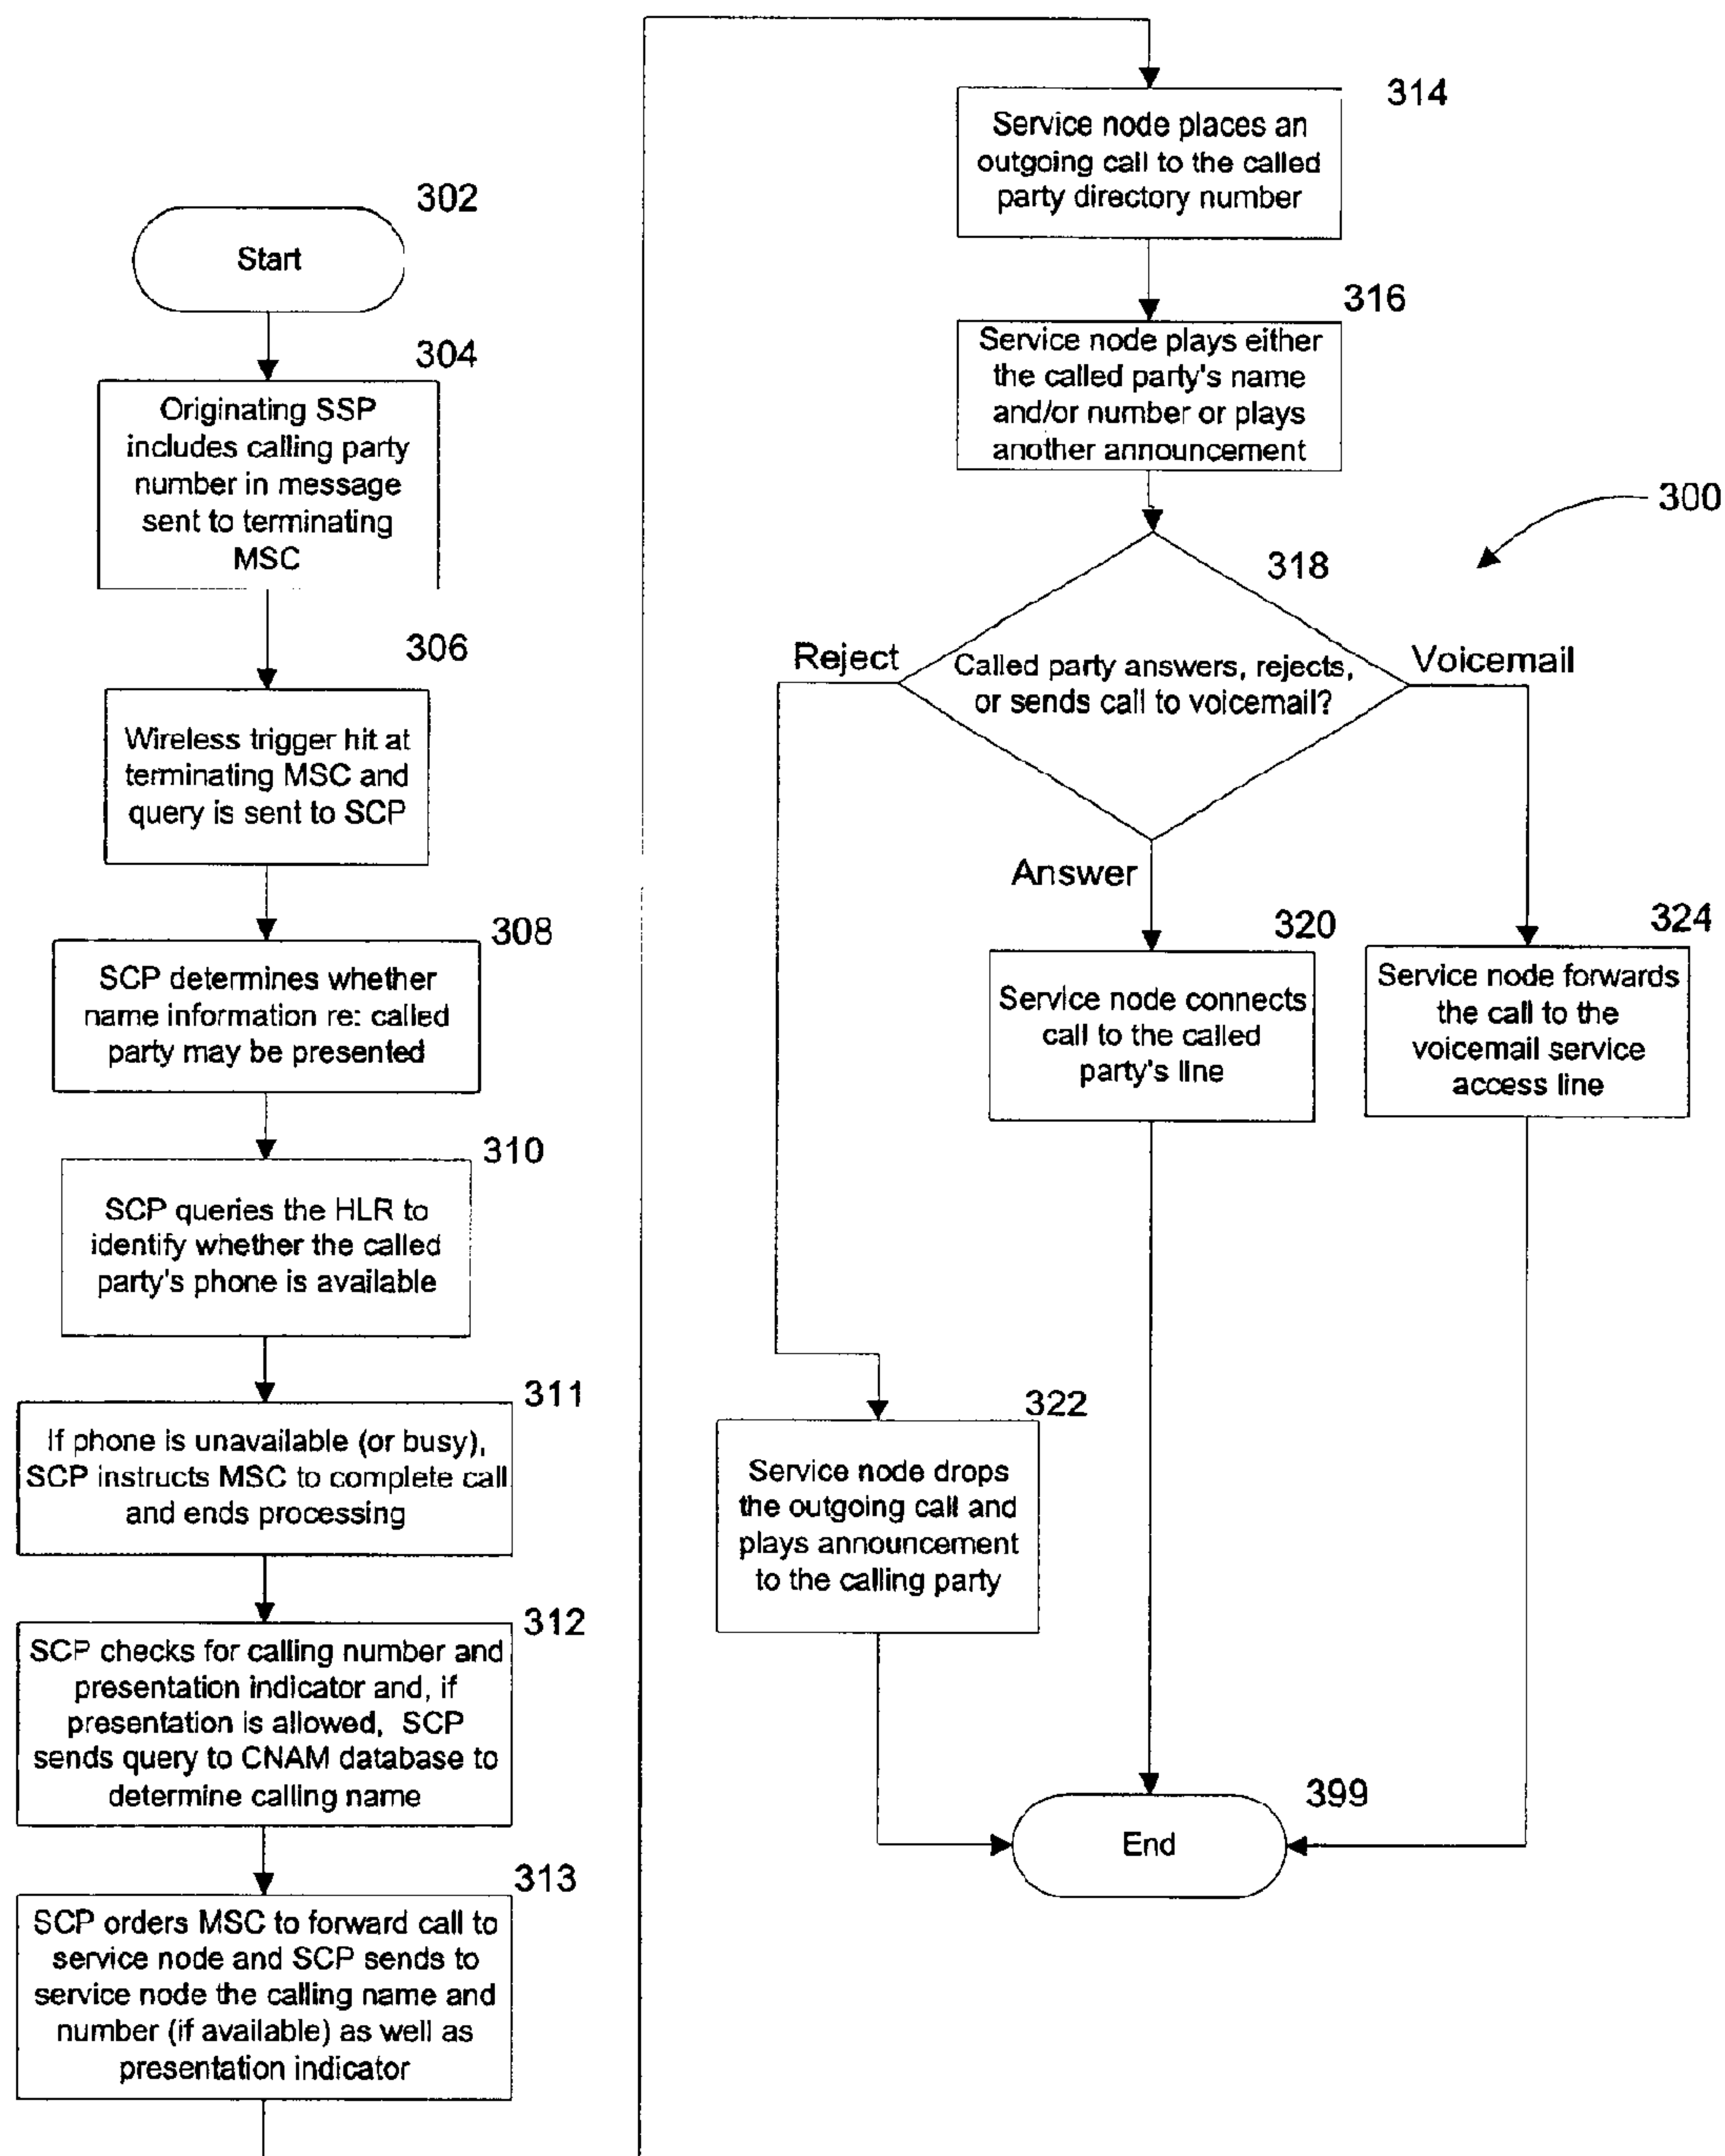 302
Start
304
Originating SSP
includes calling party
number in message
sent to terminating
MSC
306
Wireless trigger hit at
terminating MSC and
query is sent to SCP
308
SCP determines whether
name information re: called
party may be presented
310
SCP queries the HLR to
identify whether the called
party's phone is available
311
If phone is unavailable (or busy),
SCP instructs MSC to complete call
and ends processing
312
SCP checks for calling number and
presentation indicator and, if
presentation is allowed, SCP
sends query to CNAM database to
determine calling name
313
SCP orders MSC to forward call to
service node and SCP sends to
service node the calling name and
number (if available) as well as
presentation indicator
314
Service node places an
outgoing call to the called
party directory number
316
Service node plays either
the called party's name
and/or number or plays
another announcement
300
318
Reject
Called party answers, rejects,
or sends call to voicemail?
Voicemail
Answer
320
Service node connects
call to the called
party's line
324
Service node forwards
the call to the
voicemail service
access line
322
Service node drops
the outgoing call and
plays announcement
to the calling party
399
End